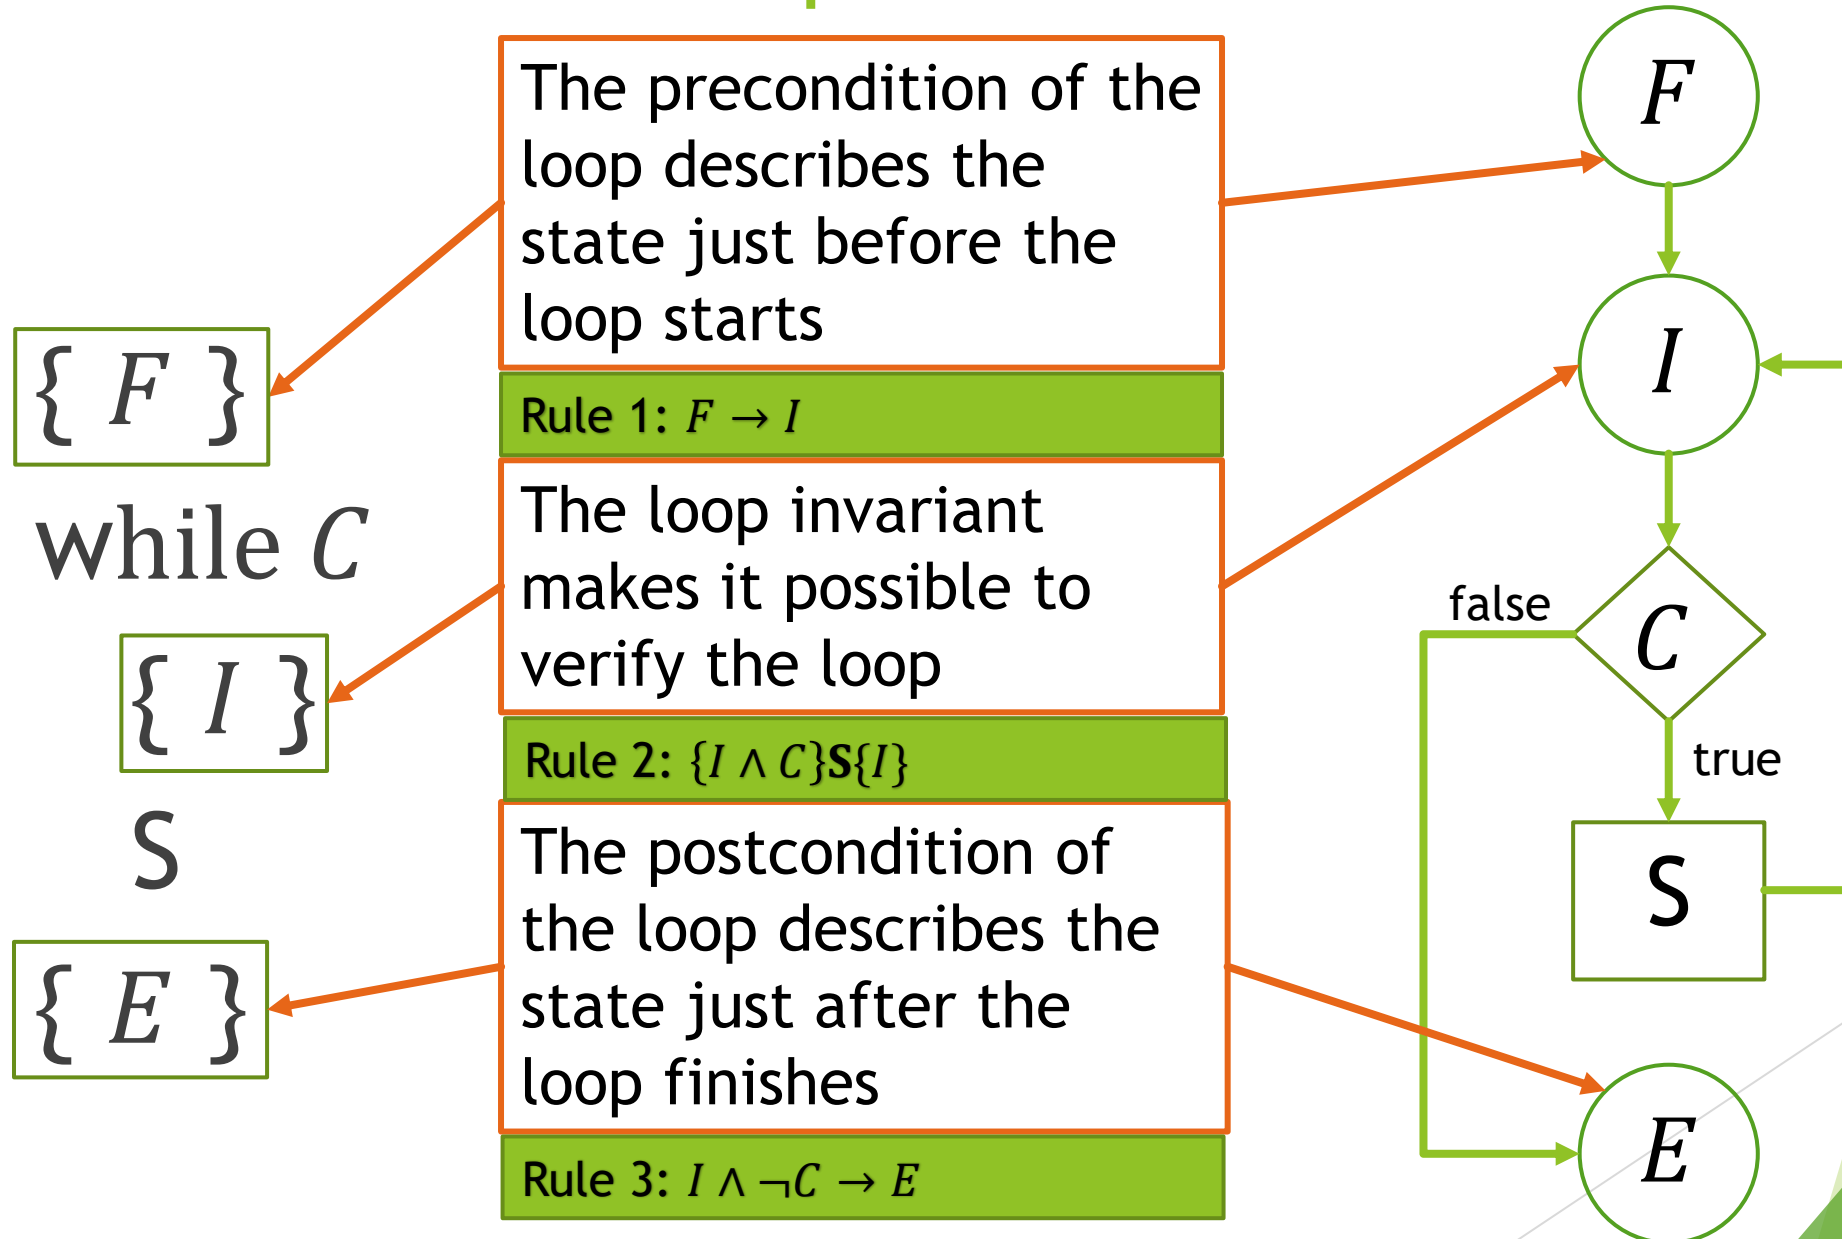 { F }
while C
{ I }
S
{ E }
The precondition of the
loop describes the
state just before the
loop starts
Rule 1: F → I
The loop invariant
makes it possible to
verify the loop
Rule 2: {I ∧ C}S{I}
The postcondition of
the loop describes the
state just after the
loop finishes
Rule 3: I ∧ ¬C → E
F
I
false
C
true
S
E